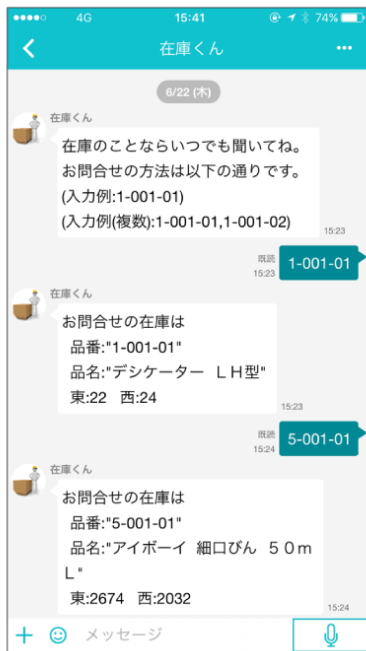 4G 15:41 74%
在庫くん
6/22 (木)
在庫くん
在庫のことならいつでも聞いてね。
お問合せの方法は以下の通りです。
(入力例:1-001-01)
(入力例(複数):1-001-01,1-001-02)
15:23
既読
15:23
1-001-01
在庫くん
お問合せの在庫は
品番:"1-001-01"
品名:"デシケーター ＬＨ型"
東:22 西:24
15:23
既読
15:24
5-001-01
在庫くん
お問合せの在庫は
品番:"5-001-01"
品名:"アイボーイ 細口びん ５０ｍ
Ｌ"
東:2674 西:2032
15:24
メッセージ